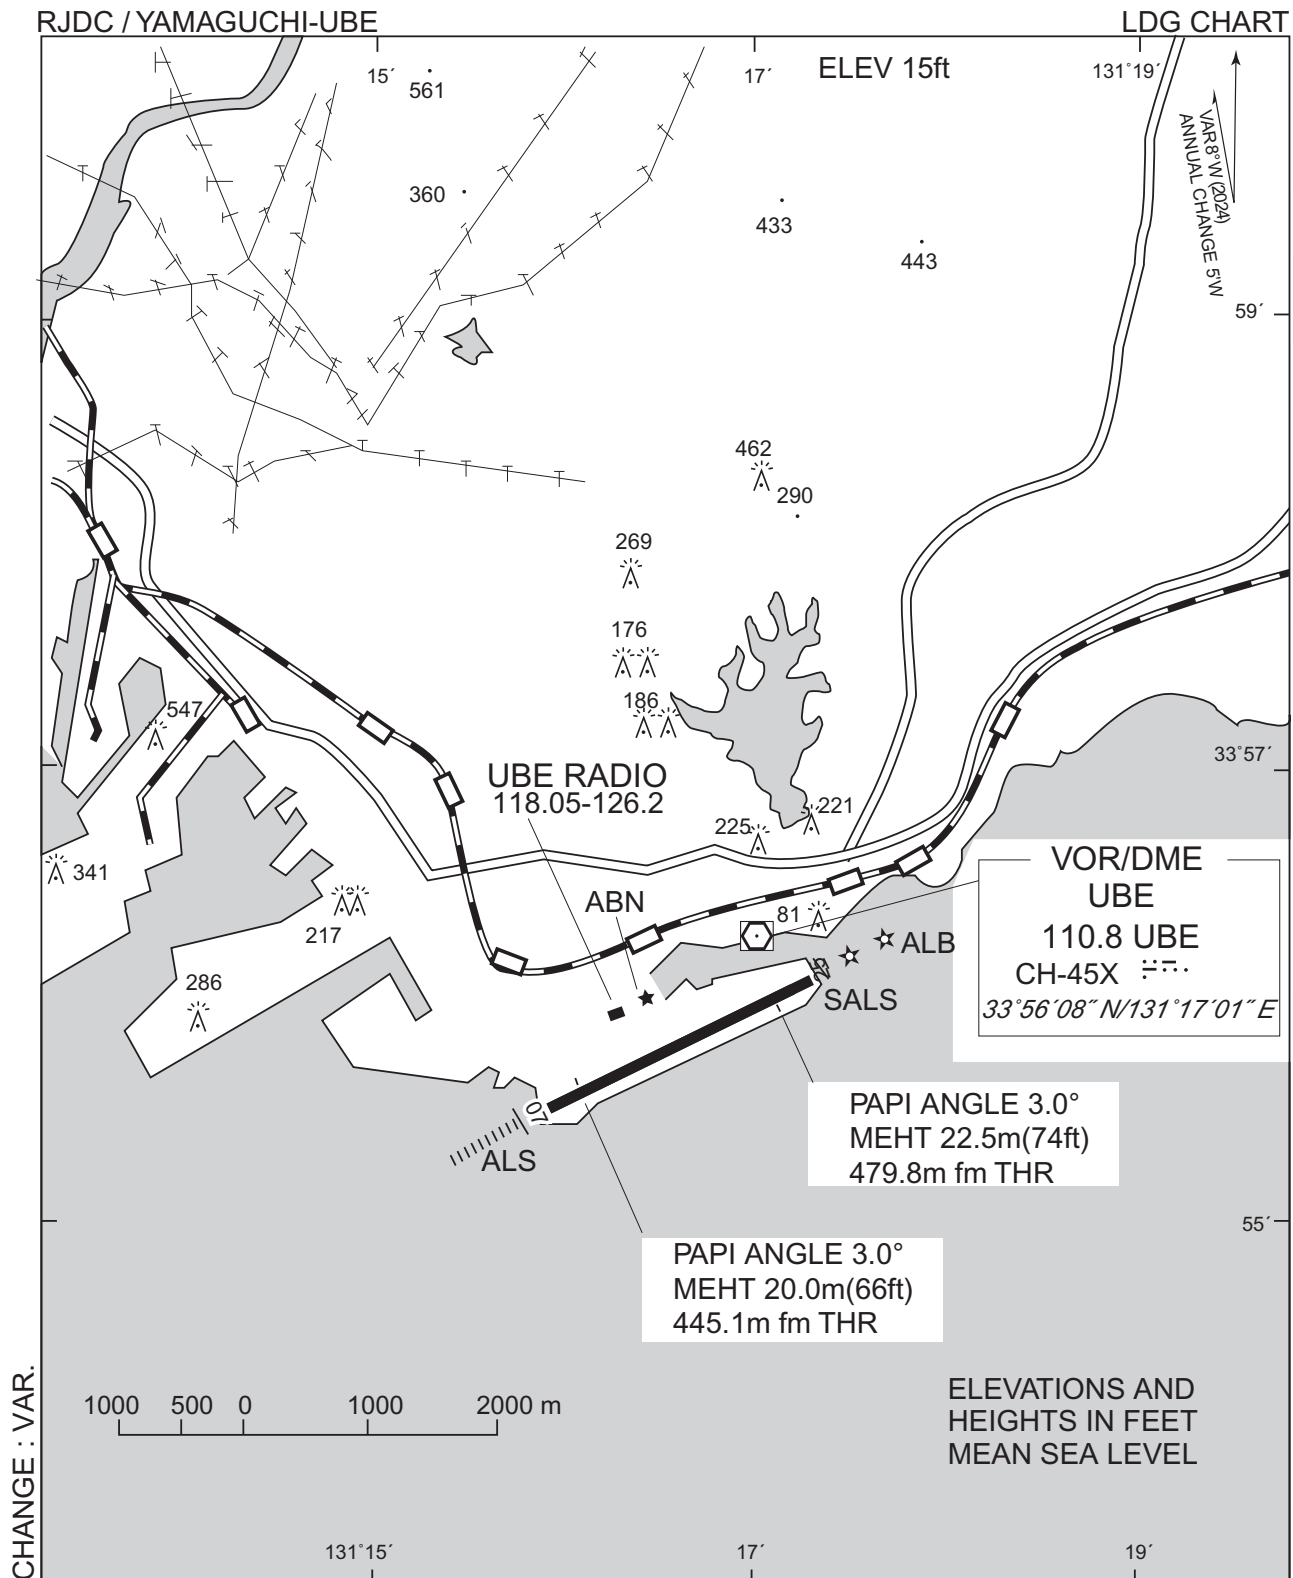 RJDC / YAMAGUCHI-UBE
LDG CHART
15´
17´
ELEV 15ft
131°19´
561
VAR8°W(2024)
ANNUAL CHANGE 5'W
360
433
443
59´
462
290
269
176
186
547
33°57´
UBE RADIO
118.05-126.2
221
225
341
VOR/DME
UBE
110.8 UBE
CH-45X
33°56´08˝N/131°17´01˝E
ABN
81
217
ALB
286
SALS
25
07
ALS
PAPI ANGLE 3.0°
MEHT 22.5m(74ft)
479.8m fm THR
55´
PAPI ANGLE 3.0°
MEHT 20.0m(66ft)
445.1m fm THR
1000 500 0 1000 2000 m
ELEVATIONS AND
HEIGHTS IN FEET
MEAN SEA LEVEL
CHANGE : VAR.
131°15´
17´
19´